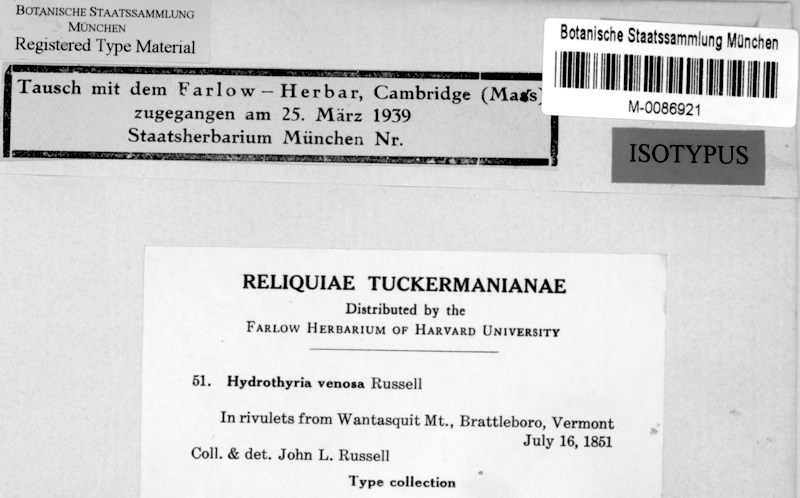 BOTANISCHE STAATSSAMMLUNG
MÜNCHEN
Registered Type Material
Botanische Staatssammlung München
M-0086921
Tausch mit dem Farlow – Herbar, Cambridge (Mass)
zugegangen am 25. März 1939
Staatsherbarium München Nr.
ISOTYPUS
RELIQUIAE TUCKERMANIANAE
Distributed by the
FARLOW HERBARIUM OF HARVARD UNIVERSITY
51. Hydrothyria venosa Russell
In rivulets from Wantasquit Mt., Brattleboro, Vermont
July 16, 1851
Coll. & det. John L. Russell
Type collection